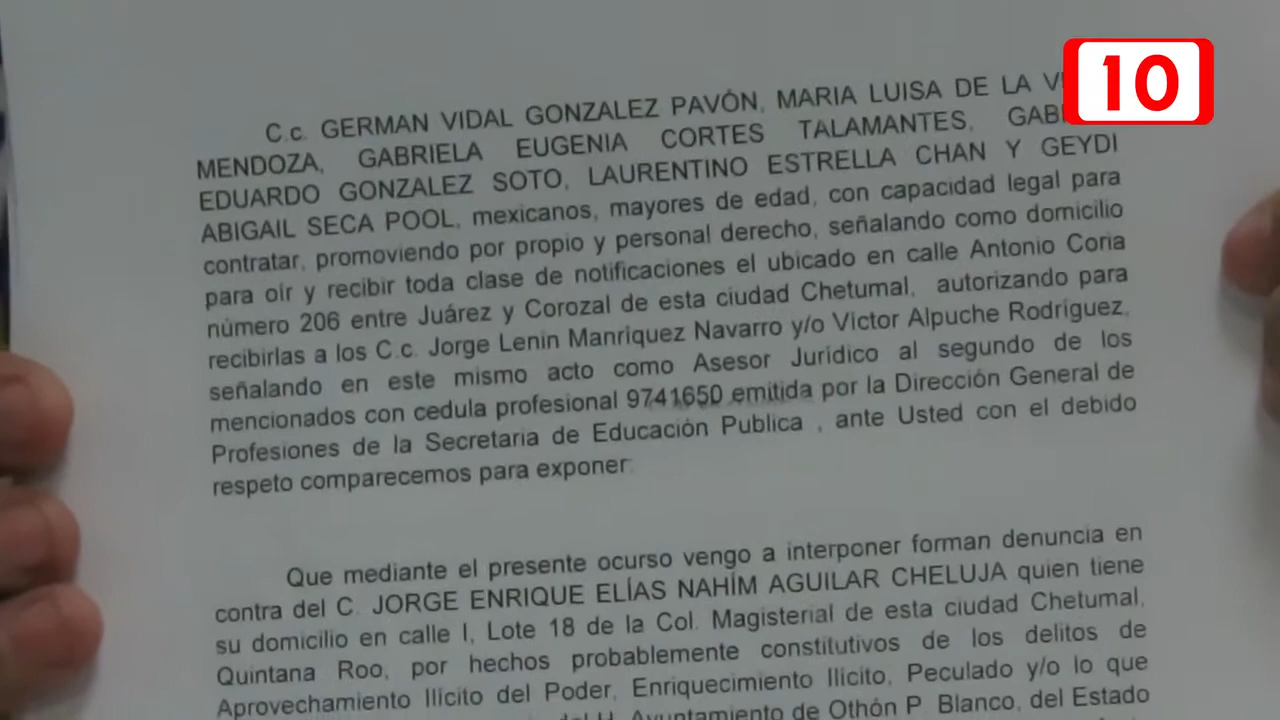 10
C.c. GERMAN VIDAL GONZALEZ PAVÓN, MARIA LUISA DE LA
MENDOZA, GABRIELA EUGENIA CORTES TALAMANTES,
EDUARDO GONZALEZ SOTO, LAURENTINO ESTRELLA CHAN Y GEYDI
ABIGAIL SECA POOL, mexicanos, mayores de edad, con capacidad legal para
contratar, promoviendo por propio y personal derecho, señalando como domicilio
para oír y recibir toda clase de notificaciones el ubicado en calle Antonio Coria
número 206 entre Juárez y Corozal de esta ciudad Chetumal, autorizando para
recibirlas a los C.c. Jorge Lenin Manríquez Navarro y/o Victor Alpuche Rodríguez,
señalando en este mismo acto como Asesor Jurídico al segundo de los
mencionados con cedula profesional 9741650 emitida por la Dirección General de
Profesiones de la Secretaria de Educación Publica , ante Usted con el debido
respeto comparecemos para exponer:
Que mediante el presente ocurso vengo a interponer forman denuncia en
contra del C. JORGE ENRIQUE ELÍAS NAHÍM AGUILAR CHELUJA quien tiene
su domicilio en calle I, Lote 18 de la Col. Magisterial de esta ciudad Chetumal,
Quintana Roo, por hechos probablemente constitutivos de los delitos de
Aprovechamiento Ilícito del Poder, Enriquecimiento Ilícito, Peculado y/o lo que
del H. Ayuntamiento de Othón P. Blanco, del Estado